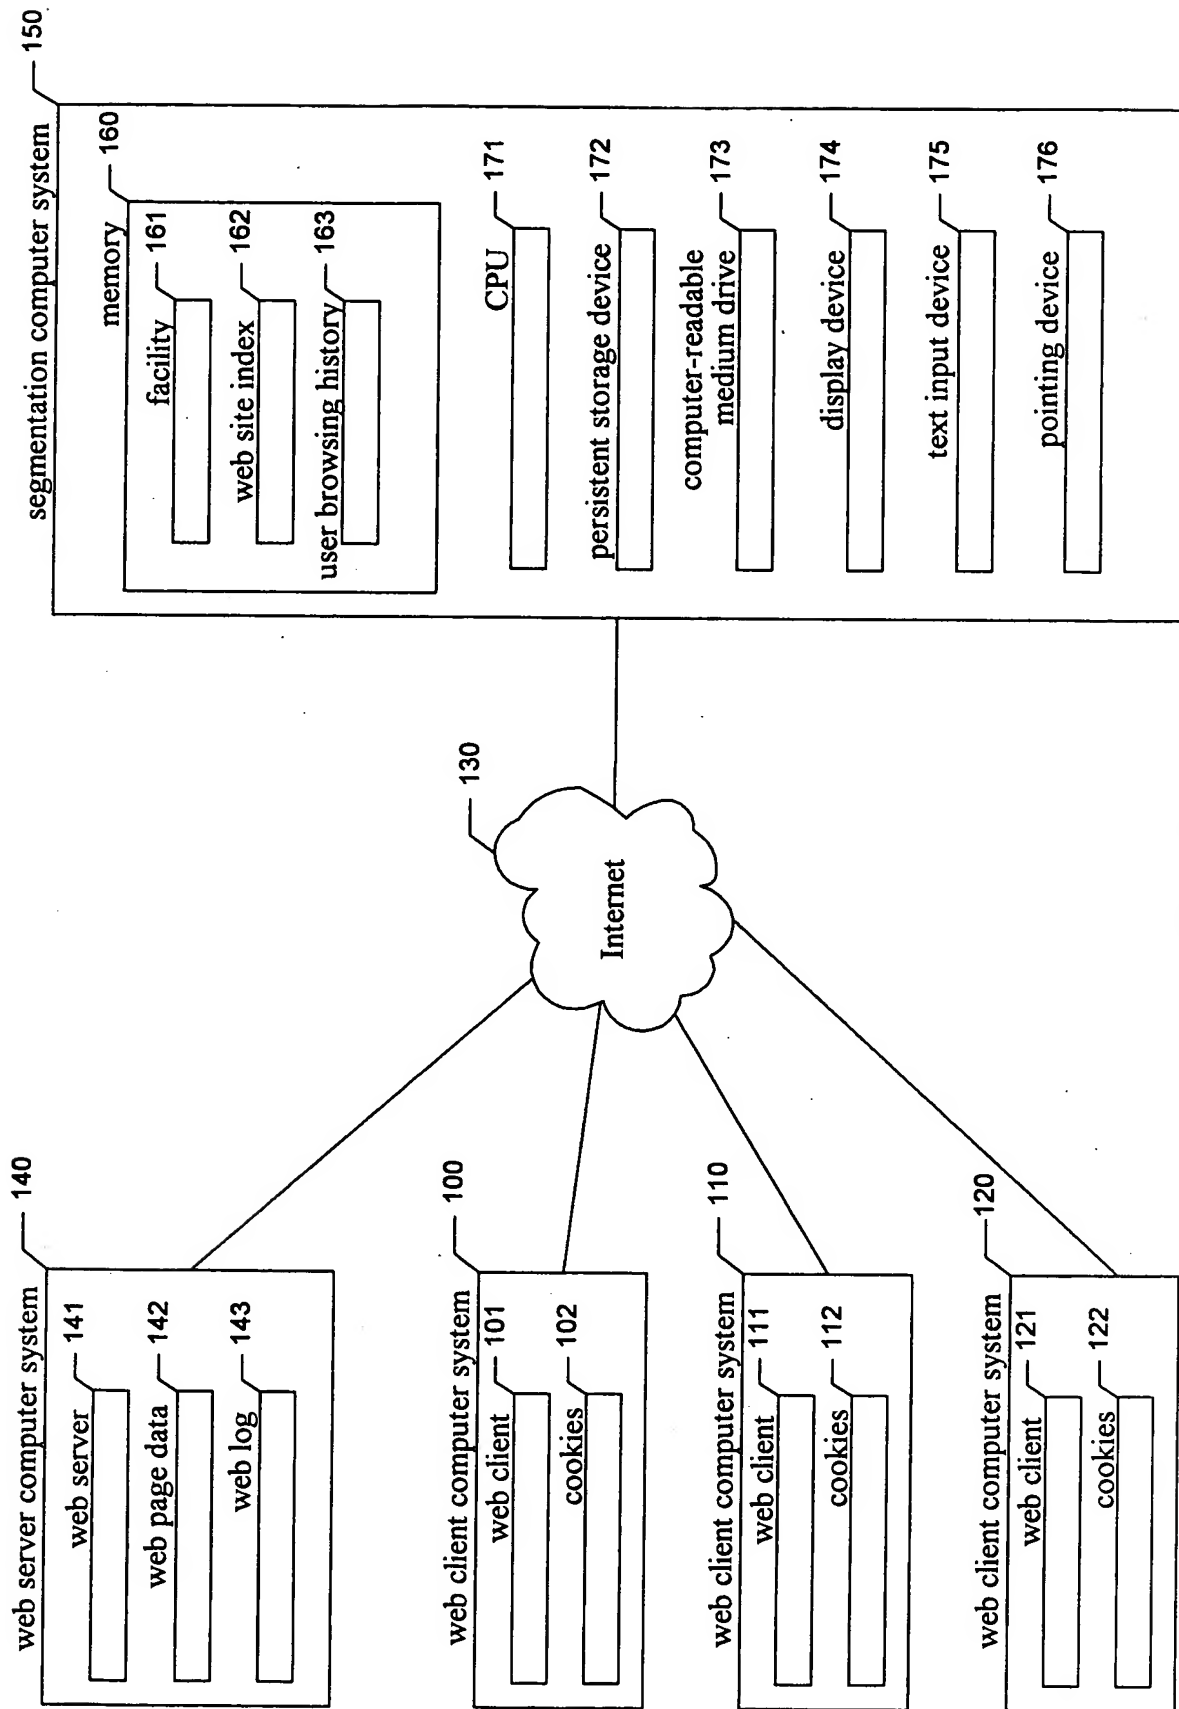 web server computer system
140
web server
141
web page data
142
web log
143
web client computer system
100
web client
101
cookies
102
web client computer system
110
web client
111
cookies
112
web client computer system
120
web client
121
cookies
122
Internet
130
segmentation computer system
150
memory
160
facility
161
web site index
162
user browsing history
163
CPU
171
persistent storage device
172
computer-readable
medium drive
173
display device
174
text input device
175
pointing device
176